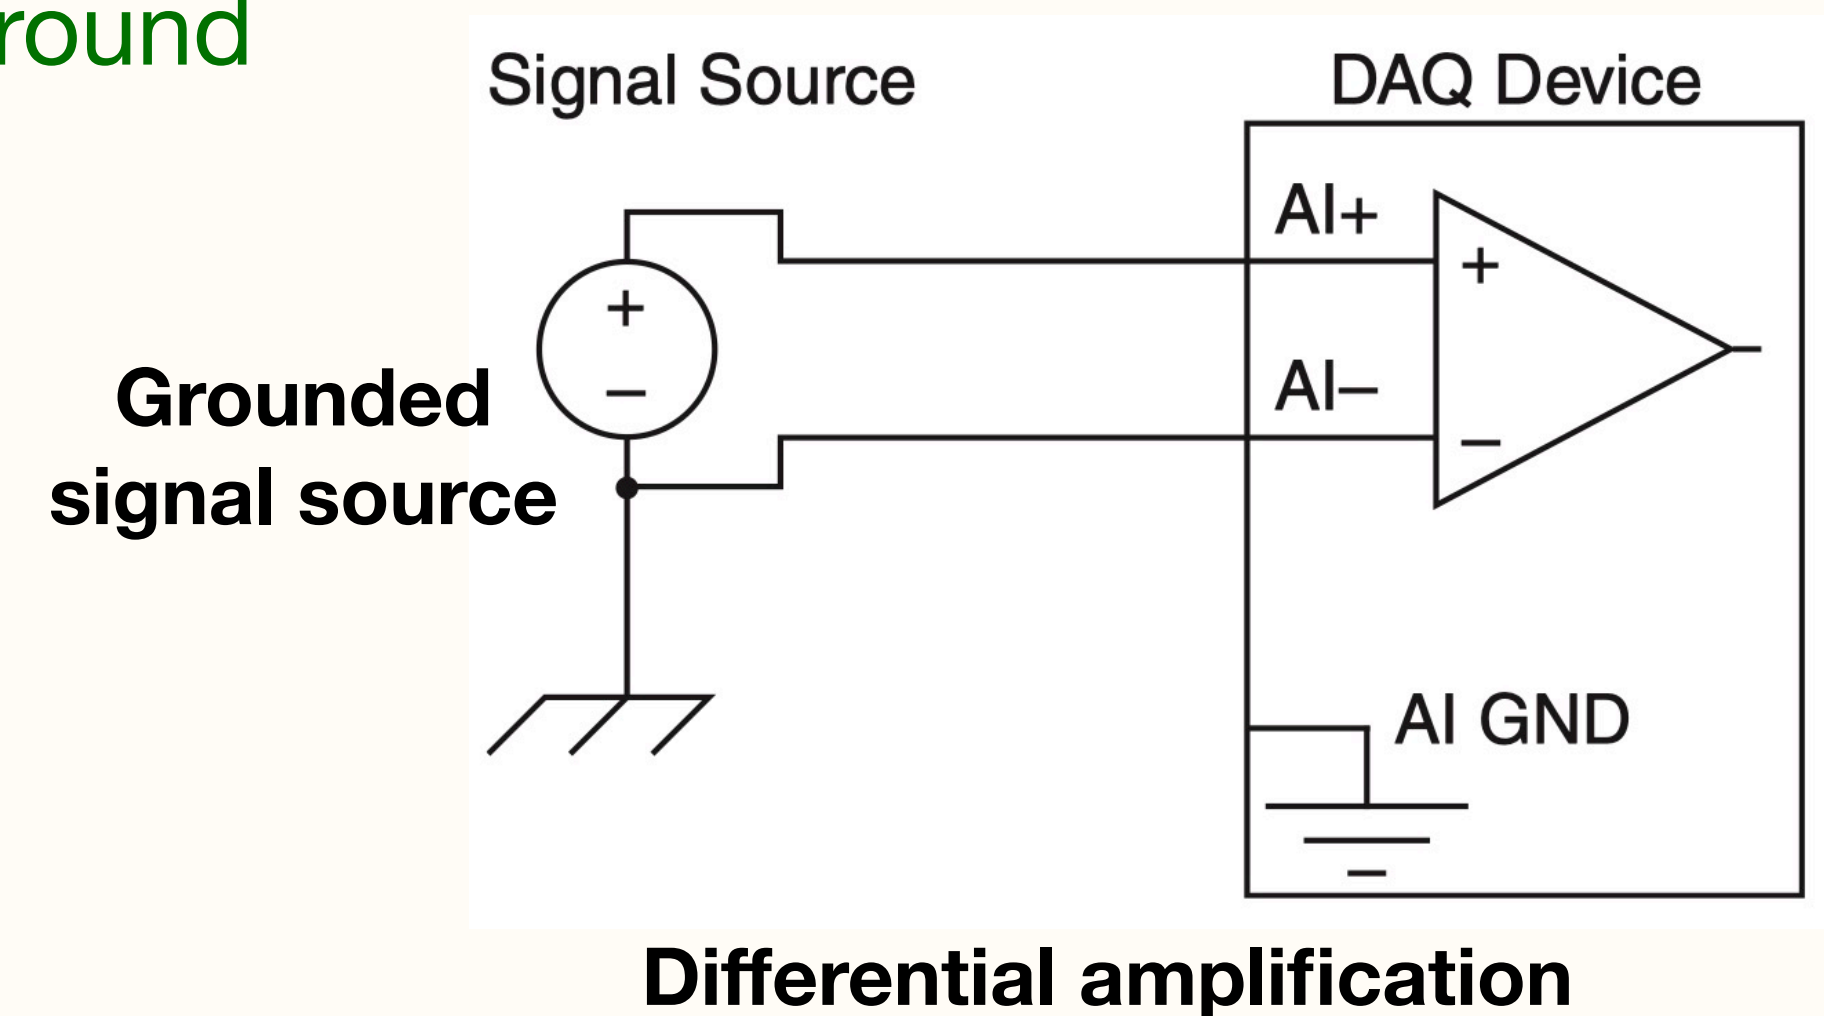 round
Signal Source
DAQ Device
AI+
+
+
Grounded
signal source
–
AI–
–
AI GND
Differential amplification